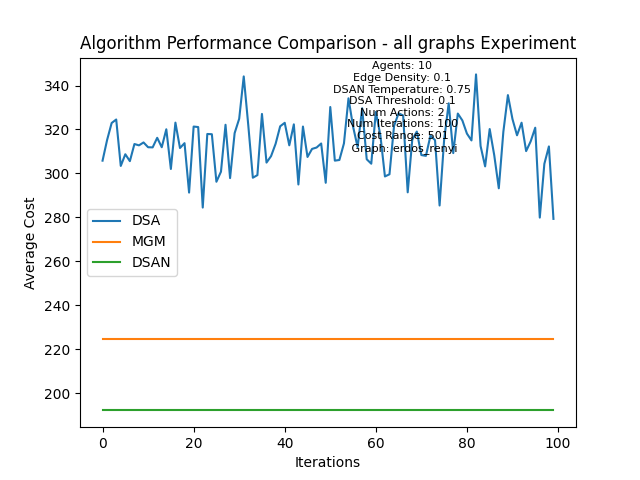 Algorithm Performance Comparison - all graphs Experiment
Agents: 10
Edge Density: 0.1
DSAN Temperature: 0.75
DSA Threshold: 0.1
Num Actions: 2
Num Iterations: 100
Cost Range: 501
Graph: erdos_renyi
340
320
300
280
260
240
220
200
Average Cost
DSA
MGM
DSAN
0
20
40
60
80
100
Iterations